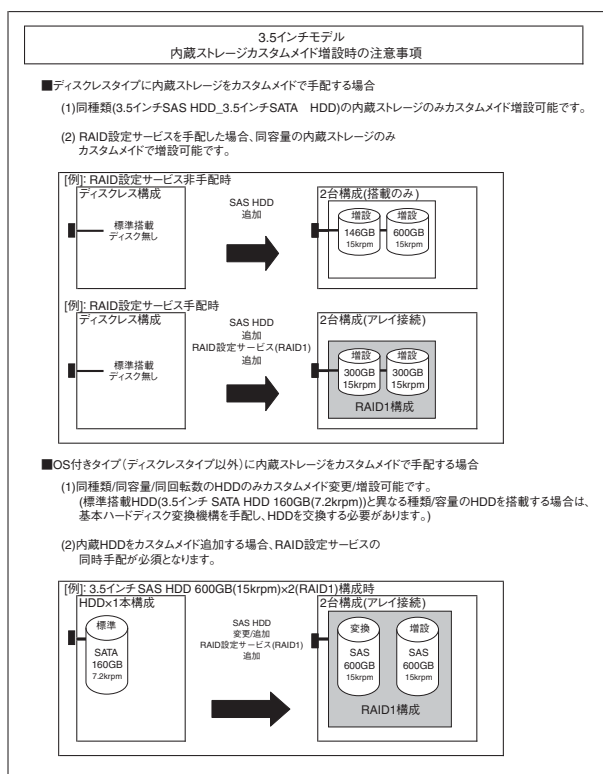 3.5インチモデル
内蔵ストレージカスタムメイド増設時の注意事項
■ディスクレスタイプに内蔵ストレージをカスタムメイドで手配する場合
(1)同種類(3.5インチSAS HDD_3.5インチSATA HDD)の内蔵ストレージのみカスタムメイド増設可能です。
(2) RAID設定サービスを手配した場合、同容量の内蔵ストレージのみ
カスタムメイドで増設可能です。
[例]: RAID設定サービス非手配時
ディスクレス構成
標準搭載
ディスク無し
SAS HDD
追加
2台構成(搭載のみ)
増設 増設
146GB 600GB
15krpm 15krpm
[例]: RAID設定サービス手配時
ディスクレス構成
標準搭載
ディスク無し
SAS HDD
追加
RAID設定サービス(RAID1)
追加
2台構成(アレイ接続)
増設 増設
300GB 300GB
15krpm 15krpm
RAID1構成
■OS付きタイプ(ディスクレスタイプ以外)に内蔵ストレージをカスタムメイドで手配する場合
(1)同種類/同容量/同回転数のHDDのみカスタムメイド変更/増設可能です。
(標準搭載HDD(3.5インチ SATA HDD 160GB(7.2krpm))と異なる種類/容量のHDDを搭載する場合は、
基本ハードディスク変換機構を手配し、HDDを交換する必要があります。)
(2)内蔵HDDをカスタムメイド追加する場合、RAID設定サービスの
同時手配が必須となります。
[例]: 3.5インチ SAS HDD 600GB(15krpm)×2(RAID1)構成時
HDD×1本構成
標準
SATA
160GB
7.2krpm
SAS HDD
変更/追加
RAID設定サービス(RAID1)
追加
2台構成(アレイ接続)
変換 増設
SAS SAS
600GB 600GB
15krpm 15krpm
RAID1構成